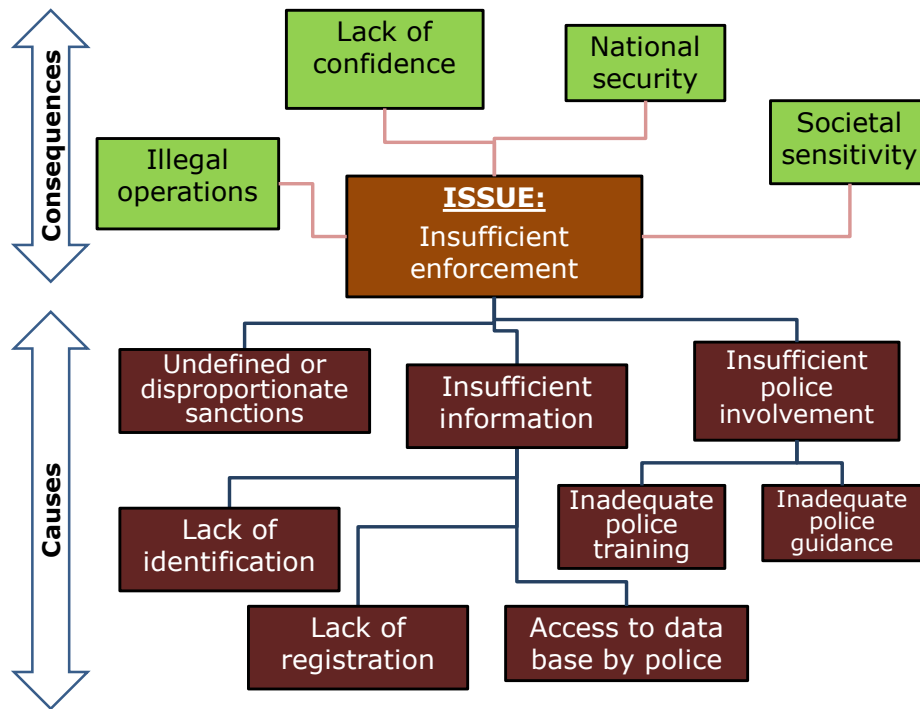 Consequences
Lack of
confidence
National
security
Illegal
operations
Societal
sensitivity
ISSUE:
Insufficient
enforcement
Causes
Undefined or
disproportionate
sanctions
Insufficient
information
Insufficient
police
involvement
Lack of
identification
Inadequate
police
training
Inadequate
police
guidance
Lack of
registration
Access to data
base by police